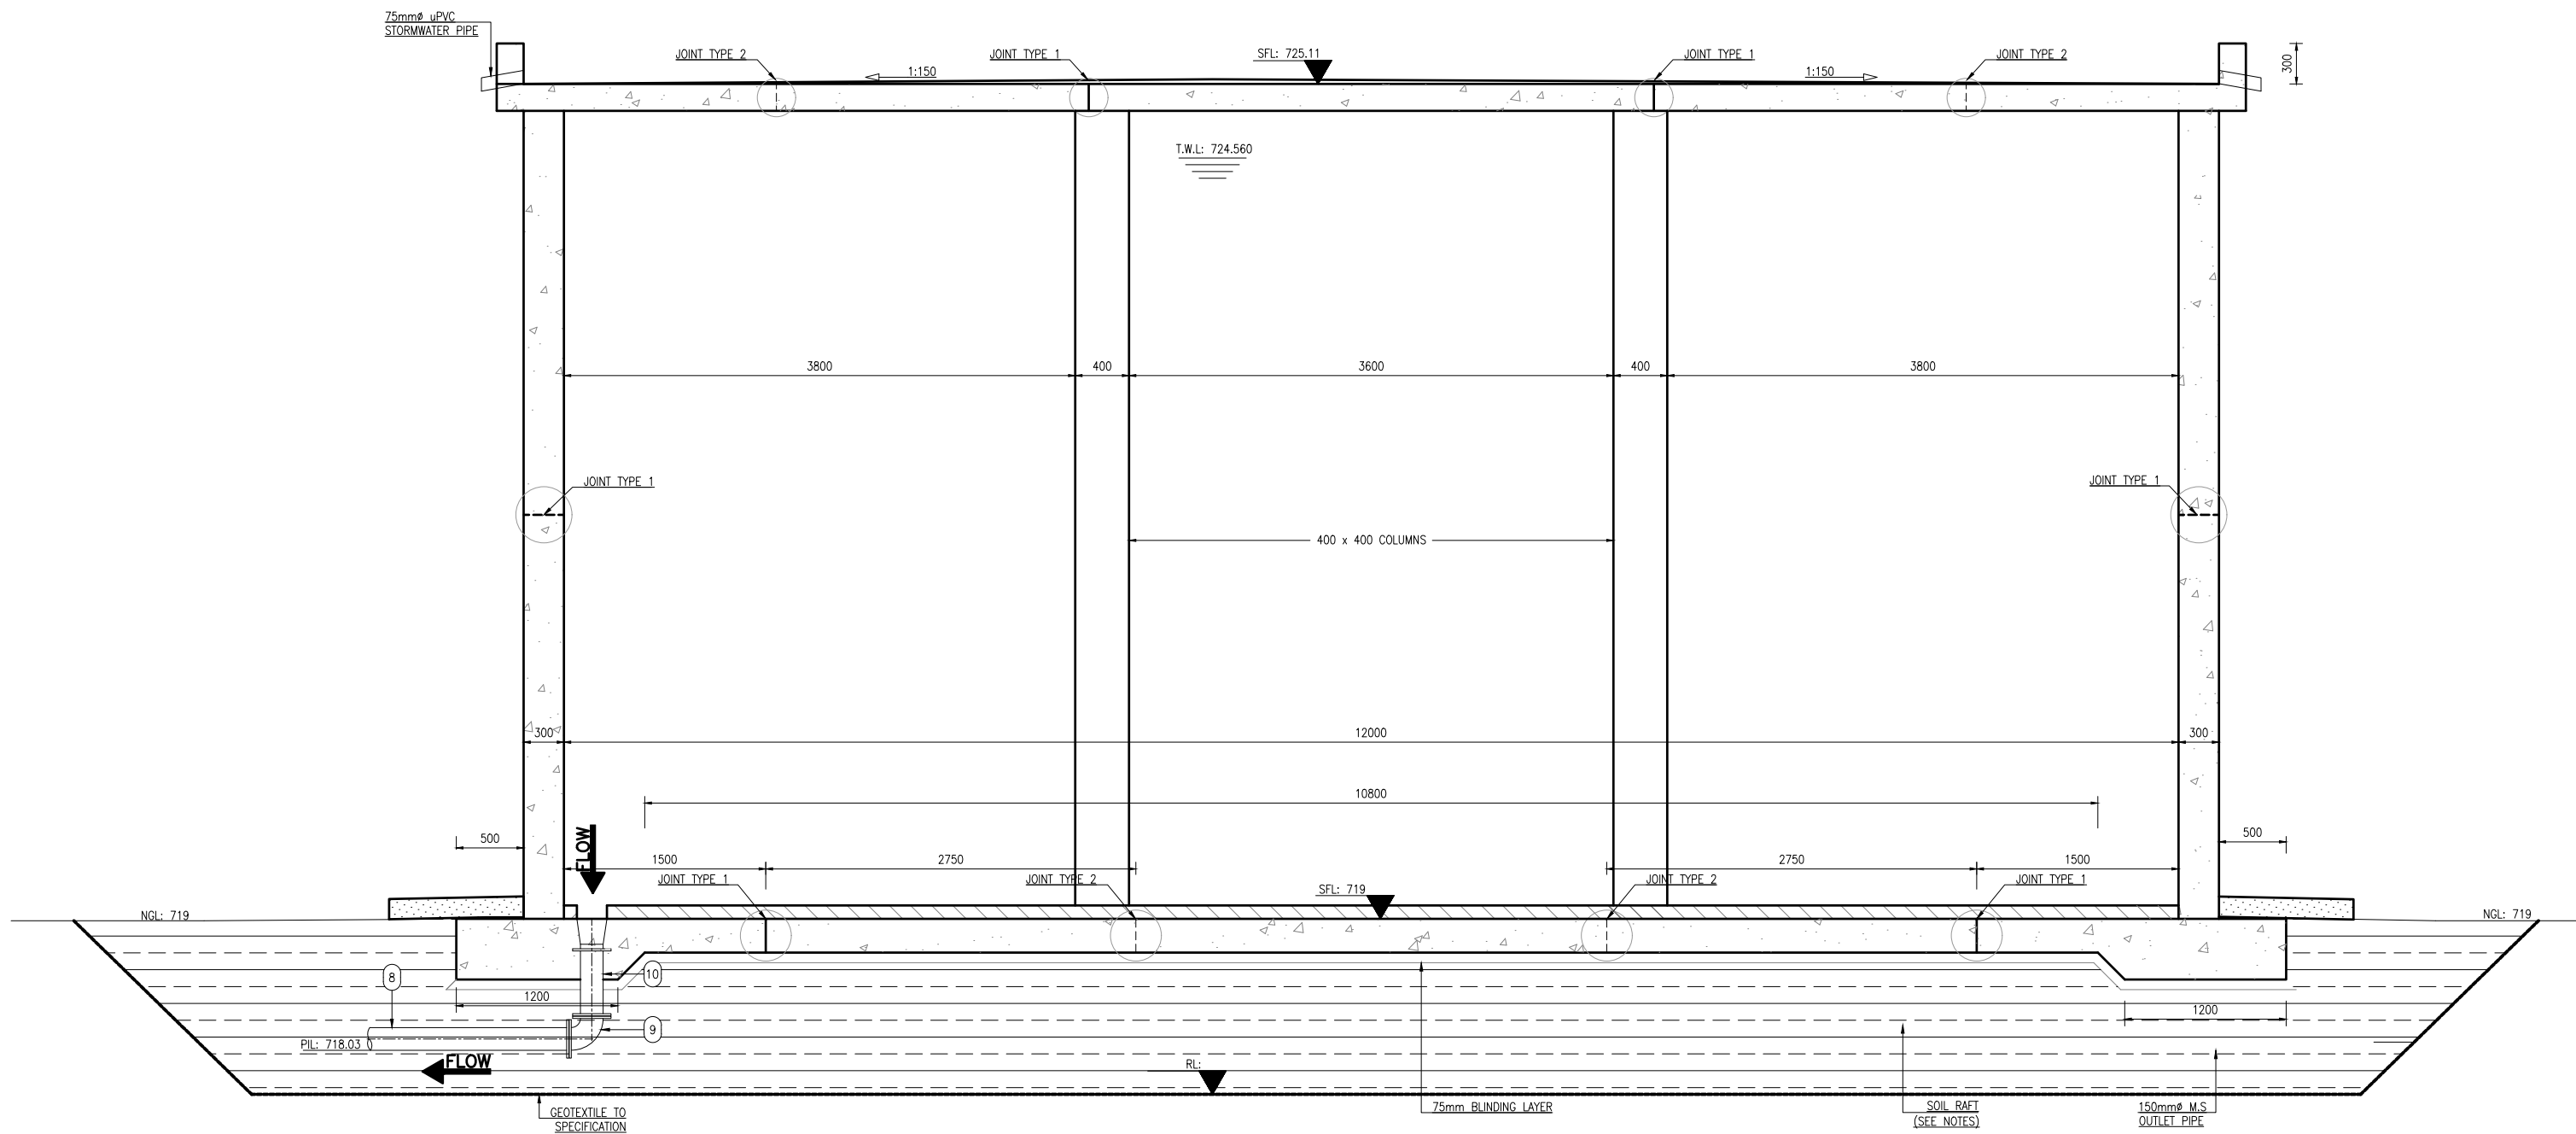 75mmø uPVC
STORMWATER PIPE
JOINT TYPE 2
JOINT TYPE 1
SFL: 725.11
JOINT TYPE 1
JOINT TYPE 2
1:150
1:150
300
T.W.L: 724.560
3800
400
3600
400
3800
JOINT TYPE 1
JOINT TYPE 1
400 x 400 COLUMNS
300
12000
300
10800
500
FLOW
1500
2750
2750
1500
500
JOINT TYPE 1
JOINT TYPE 2
SFL: 719
JOINT TYPE 2
JOINT TYPE 1
NGL: 719
NGL: 719
8
10
1200
1200
9
PIL: 718.03
FLOW
RL:
GEOTEXTILE TO
SPECIFICATION
75mm BLINDING LAYER
SOIL RAFT
(SEE NOTES)
150mmø M.S
OUTLET PIPE